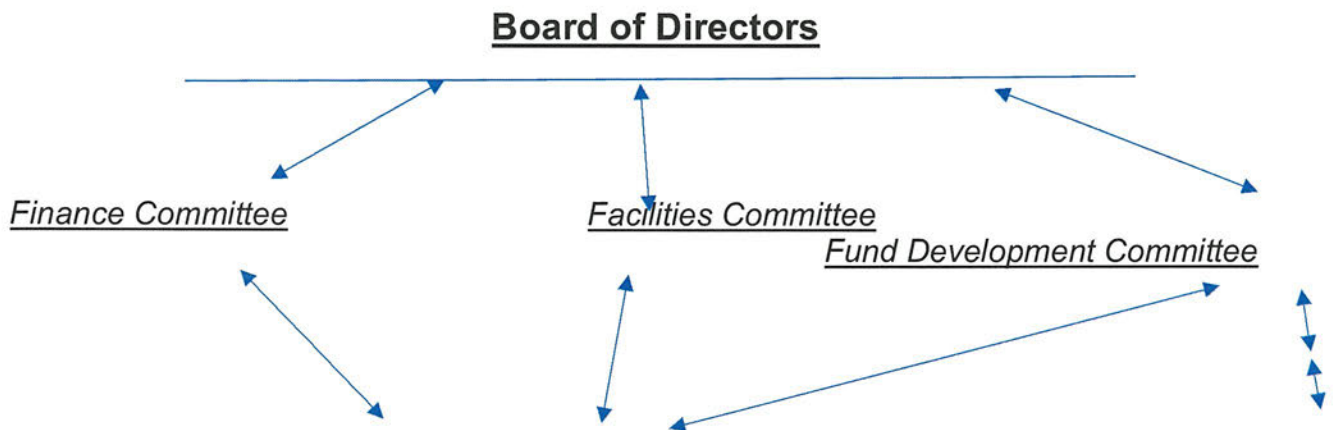 Board of Directors
Finance Committee
Facilities Committee
Fund Development Committee